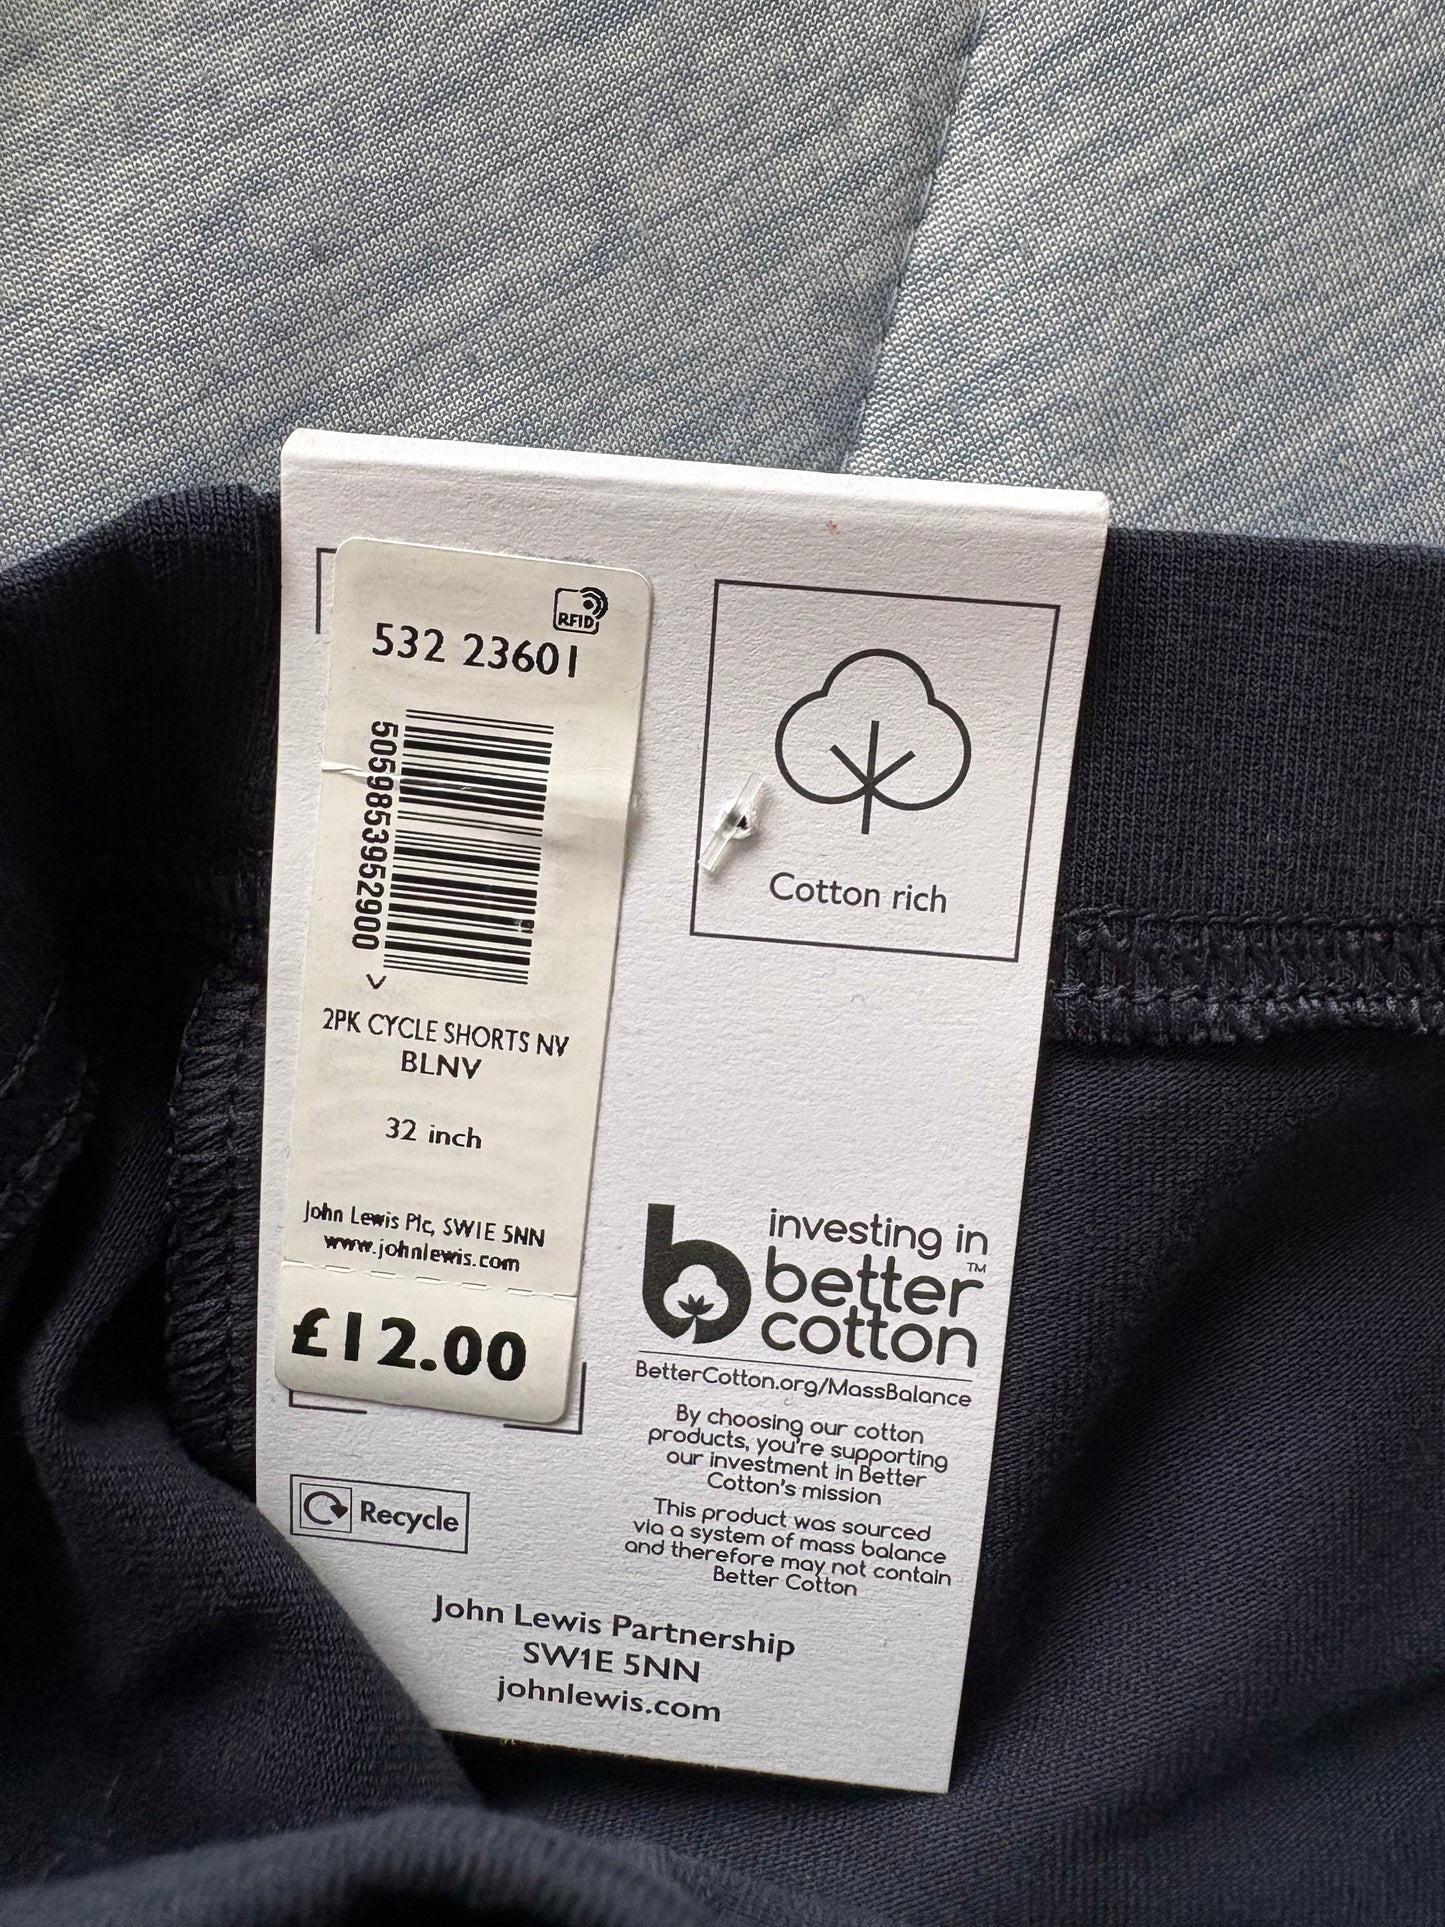 RFID
532 23601
5059853952900 >
2PK CYCLE SHORTS NV
BLNV
32 inch
John Lewis Plc, SW1E 5NN
www.johnlewis.com
£12.00
Recycle
Cotton rich
investing in
better™
cotton
BetterCotton.org/MassBalance
By choosing our cotton
products, you're supporting
our investment in Better
Cotton's mission
This product was sourced
via a system of mass balance
and therefore may not contain
Better Cotton
John Lewis Partnership
SW1E 5NN
johnlewis.com